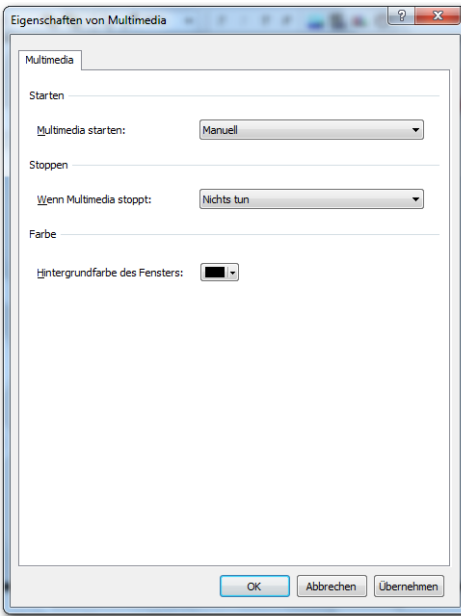 Eigenschaften von Multimedia
Multimedia
Starten
Multimedia starten: Manuell
Stoppen
Wenn Multimedia stoppt: Nichts tun
Farbe
Hintergrundfarbe des Fensters:
OK Abbrechen Übernehmen